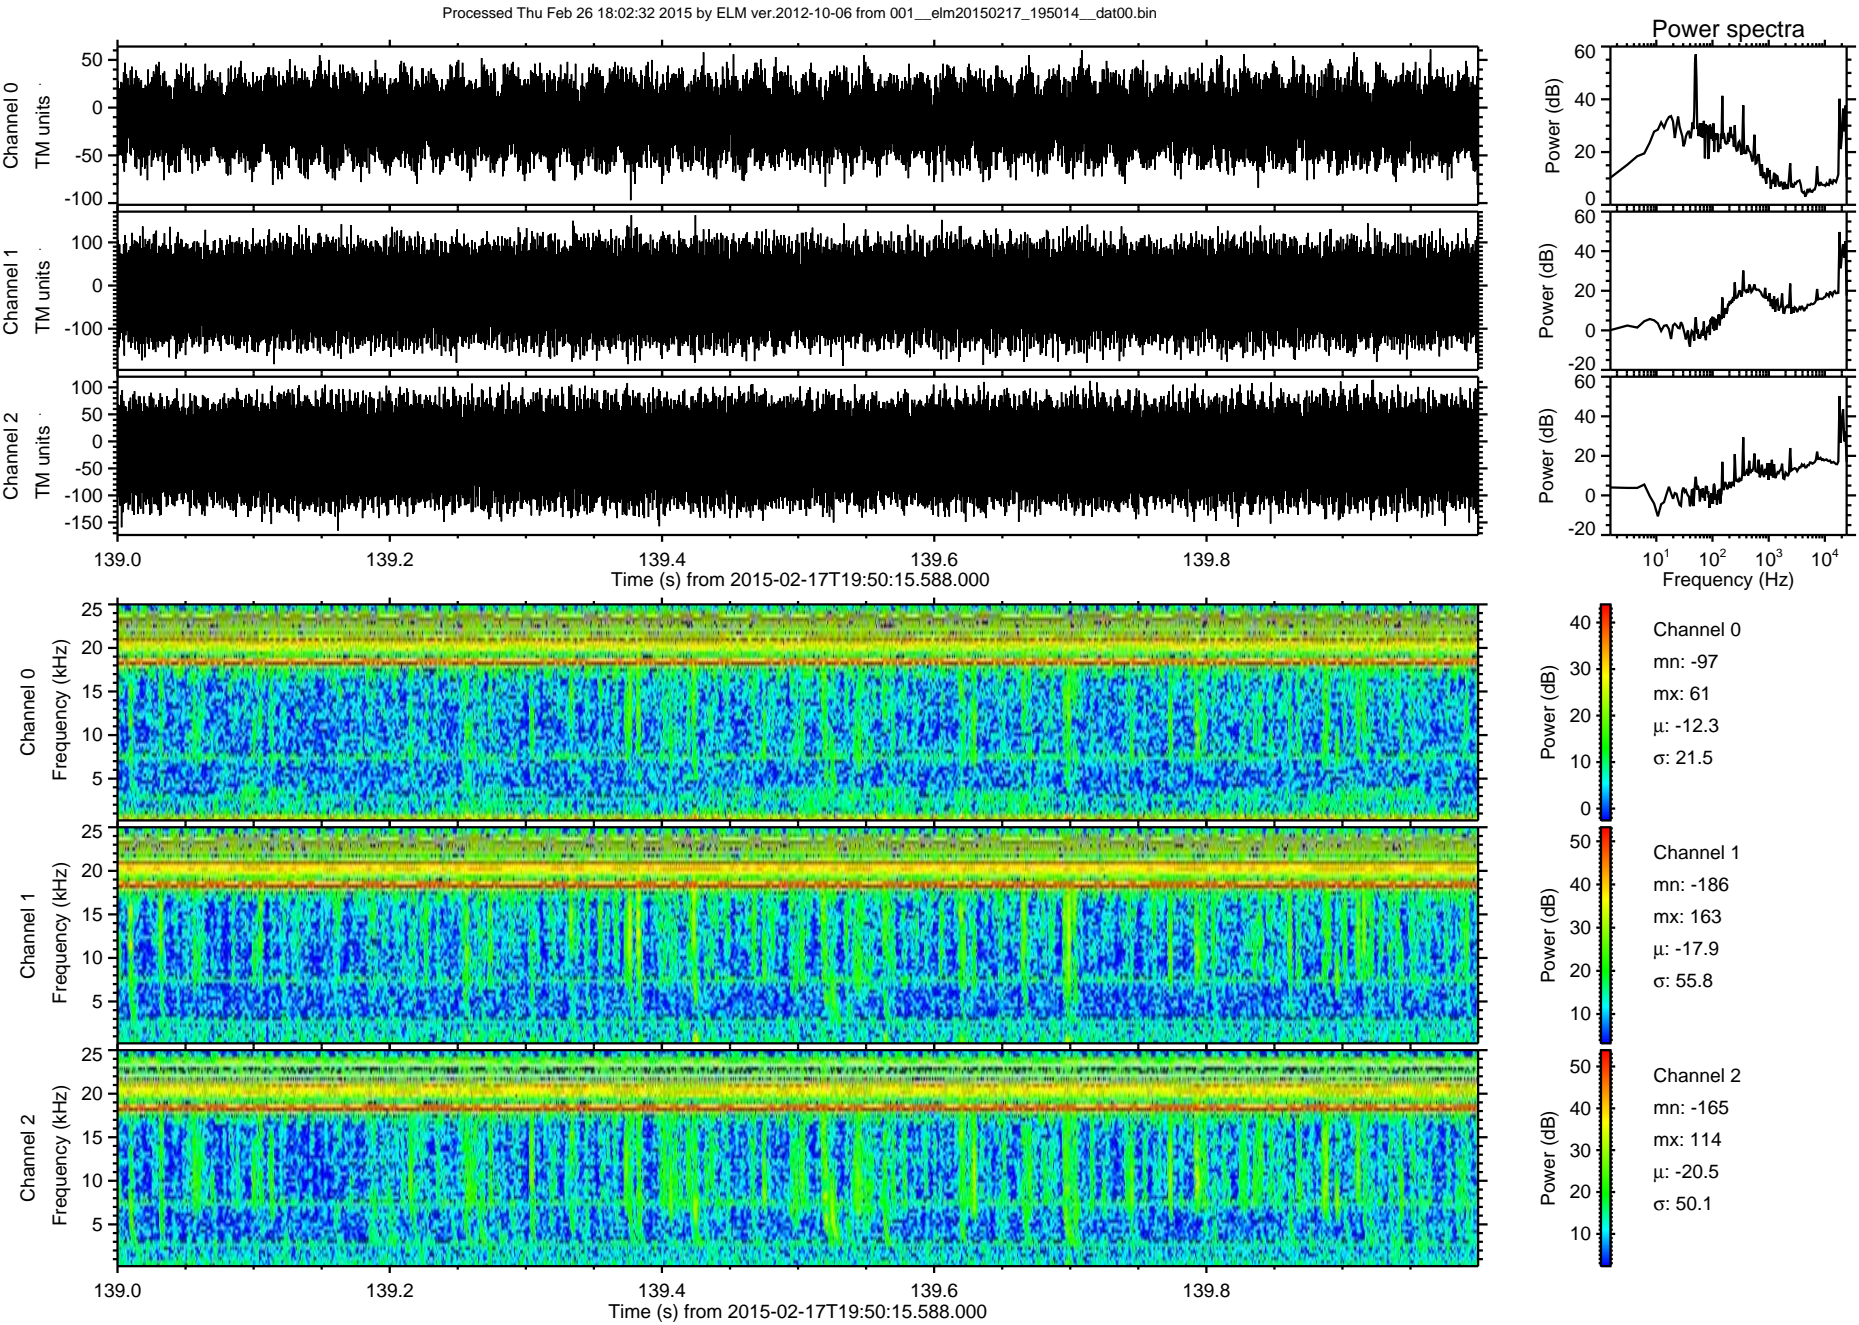 Processed Thu Feb 26 18:02:32 2015 by ELM ver.2012-10-06 from 001__elm20150217_195014__dat00.bin
Power spectra
Channel 0
TM units
50
0
-50
-100
Power (dB)
60
40
20
0
Channel 1
TM units
100
0
-100
Power (dB)
60
40
20
0
-20
Channel 2
TM units
100
50
0
-50
-100
-150
Power (dB)
60
40
20
0
-20
139.0 139.2 139.4 139.6 139.8
Time (s) from 2015-02-17T19:50:15.588.000
10¹ 10² 10³ 10⁴
Frequency (Hz)
Channel 0
Frequency (kHz)
25
20
15
10
5
Power (dB)
40
30
20
10
0
Channel 0
mn: -97
mx: 61
μ: -12.3
σ: 21.5
Channel 1
Frequency (kHz)
25
20
15
10
5
Power (dB)
50
40
30
20
10
Channel 1
mn: -186
mx: 163
μ: -17.9
σ: 55.8
Channel 2
Frequency (kHz)
25
20
15
10
5
Power (dB)
50
40
30
20
10
Channel 2
mn: -165
mx: 114
μ: -20.5
σ: 50.1
139.0 139.2 139.4 139.6 139.8
Time (s) from 2015-02-17T19:50:15.588.000